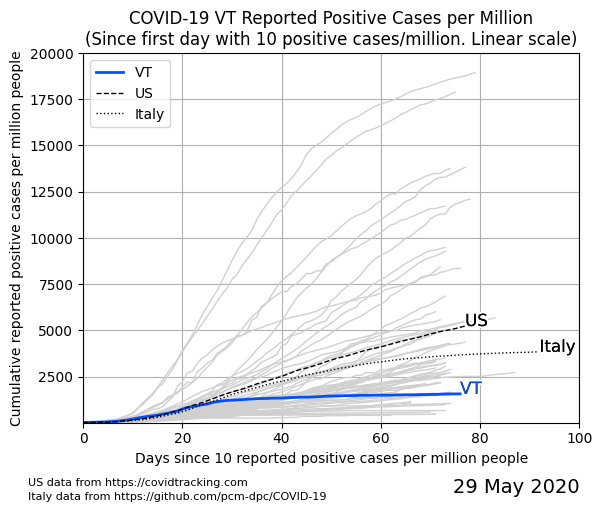 COVID-19 VT Reported Positive Cases per Million
(Since first day with 10 positive cases/million. Linear scale)
Cumulative reported positive cases per million people
20000
17500
15000
12500
10000
7500
5000
2500
VT
US
Italy
US
Italy
VT
0 20 40 60 80 100
Days since 10 reported positive cases per million people
US data from https://covidtracking.com
Italy data from https://github.com/pcm-dpc/COVID-19
29 May 2020